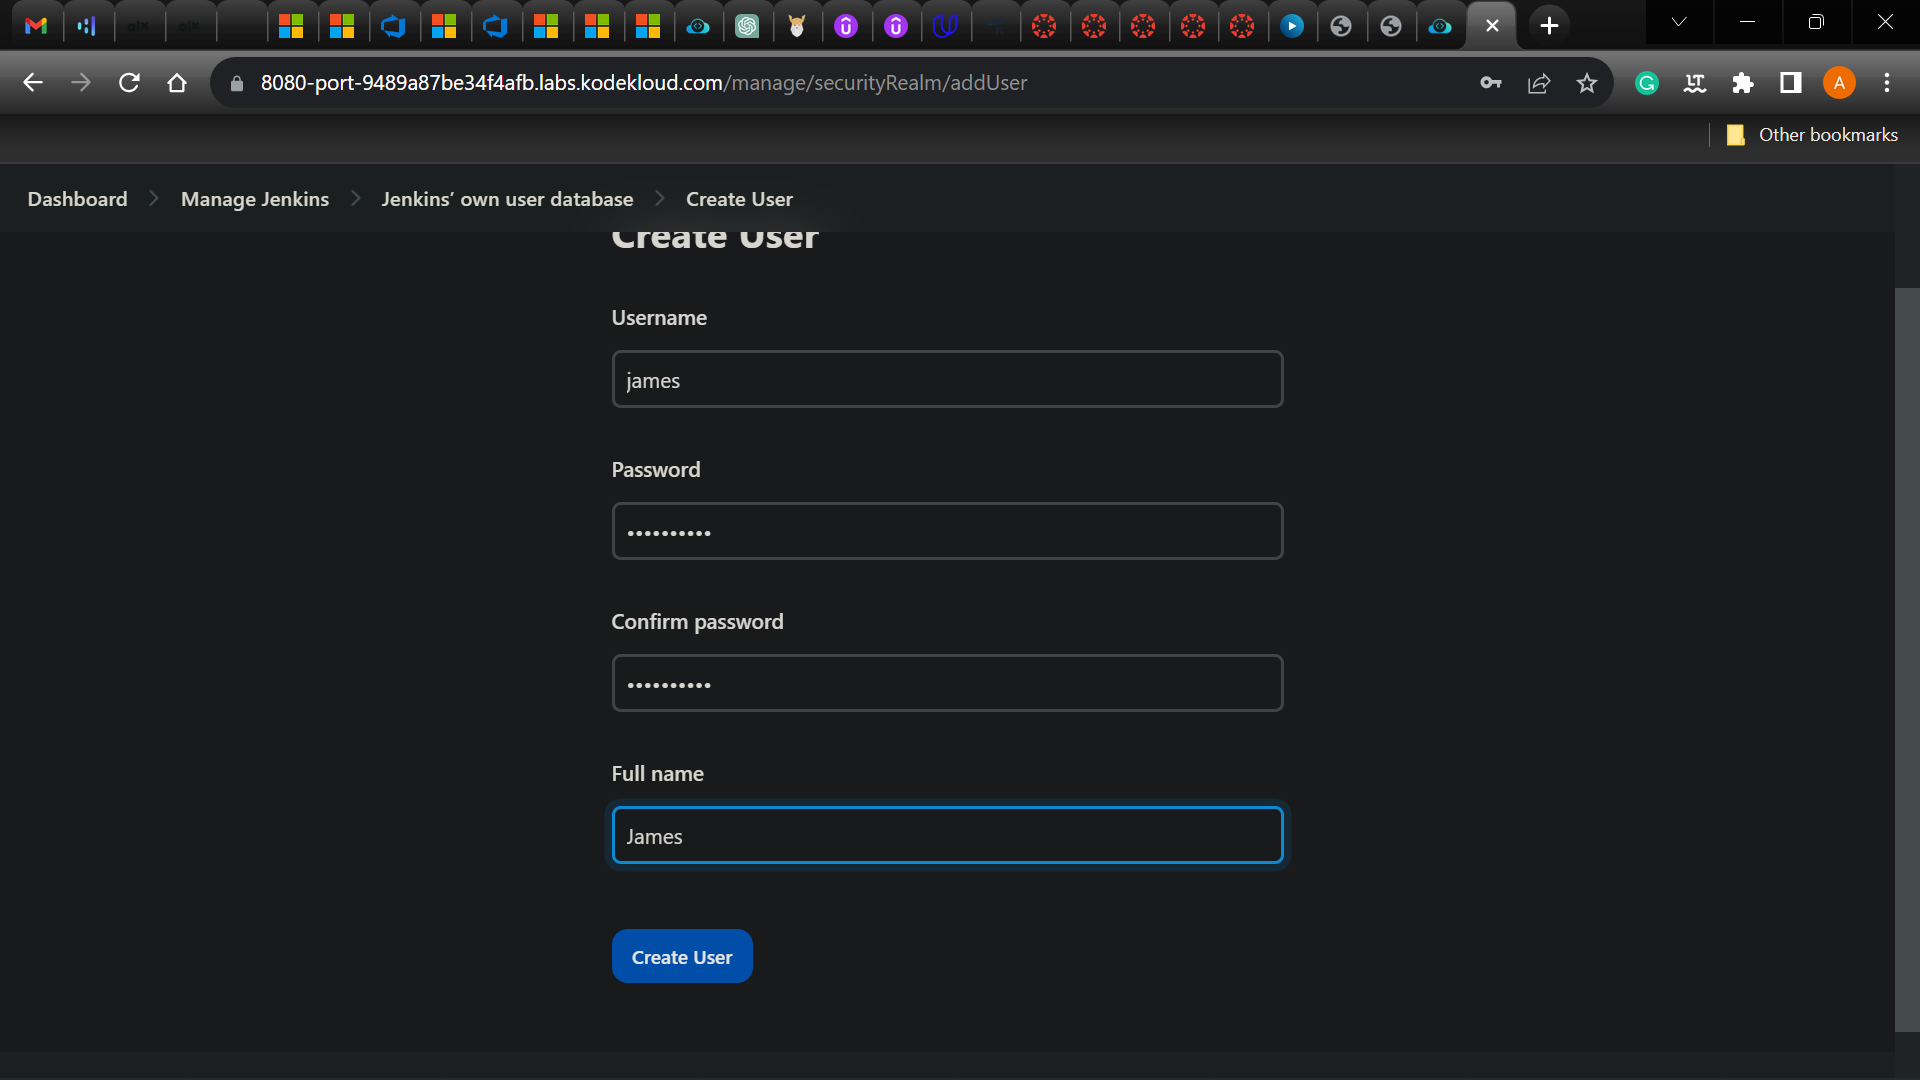 8080-port-9489a87be34f4afb.labs.kodekloud.com/manage/securityRealm/addUser
A
Other bookmarks
Dashboard > Manage Jenkins > Jenkins’ own user database > Create User
Create User
Username
james
Password
••••••••••
Confirm password
••••••••••
Full name
James
Create User